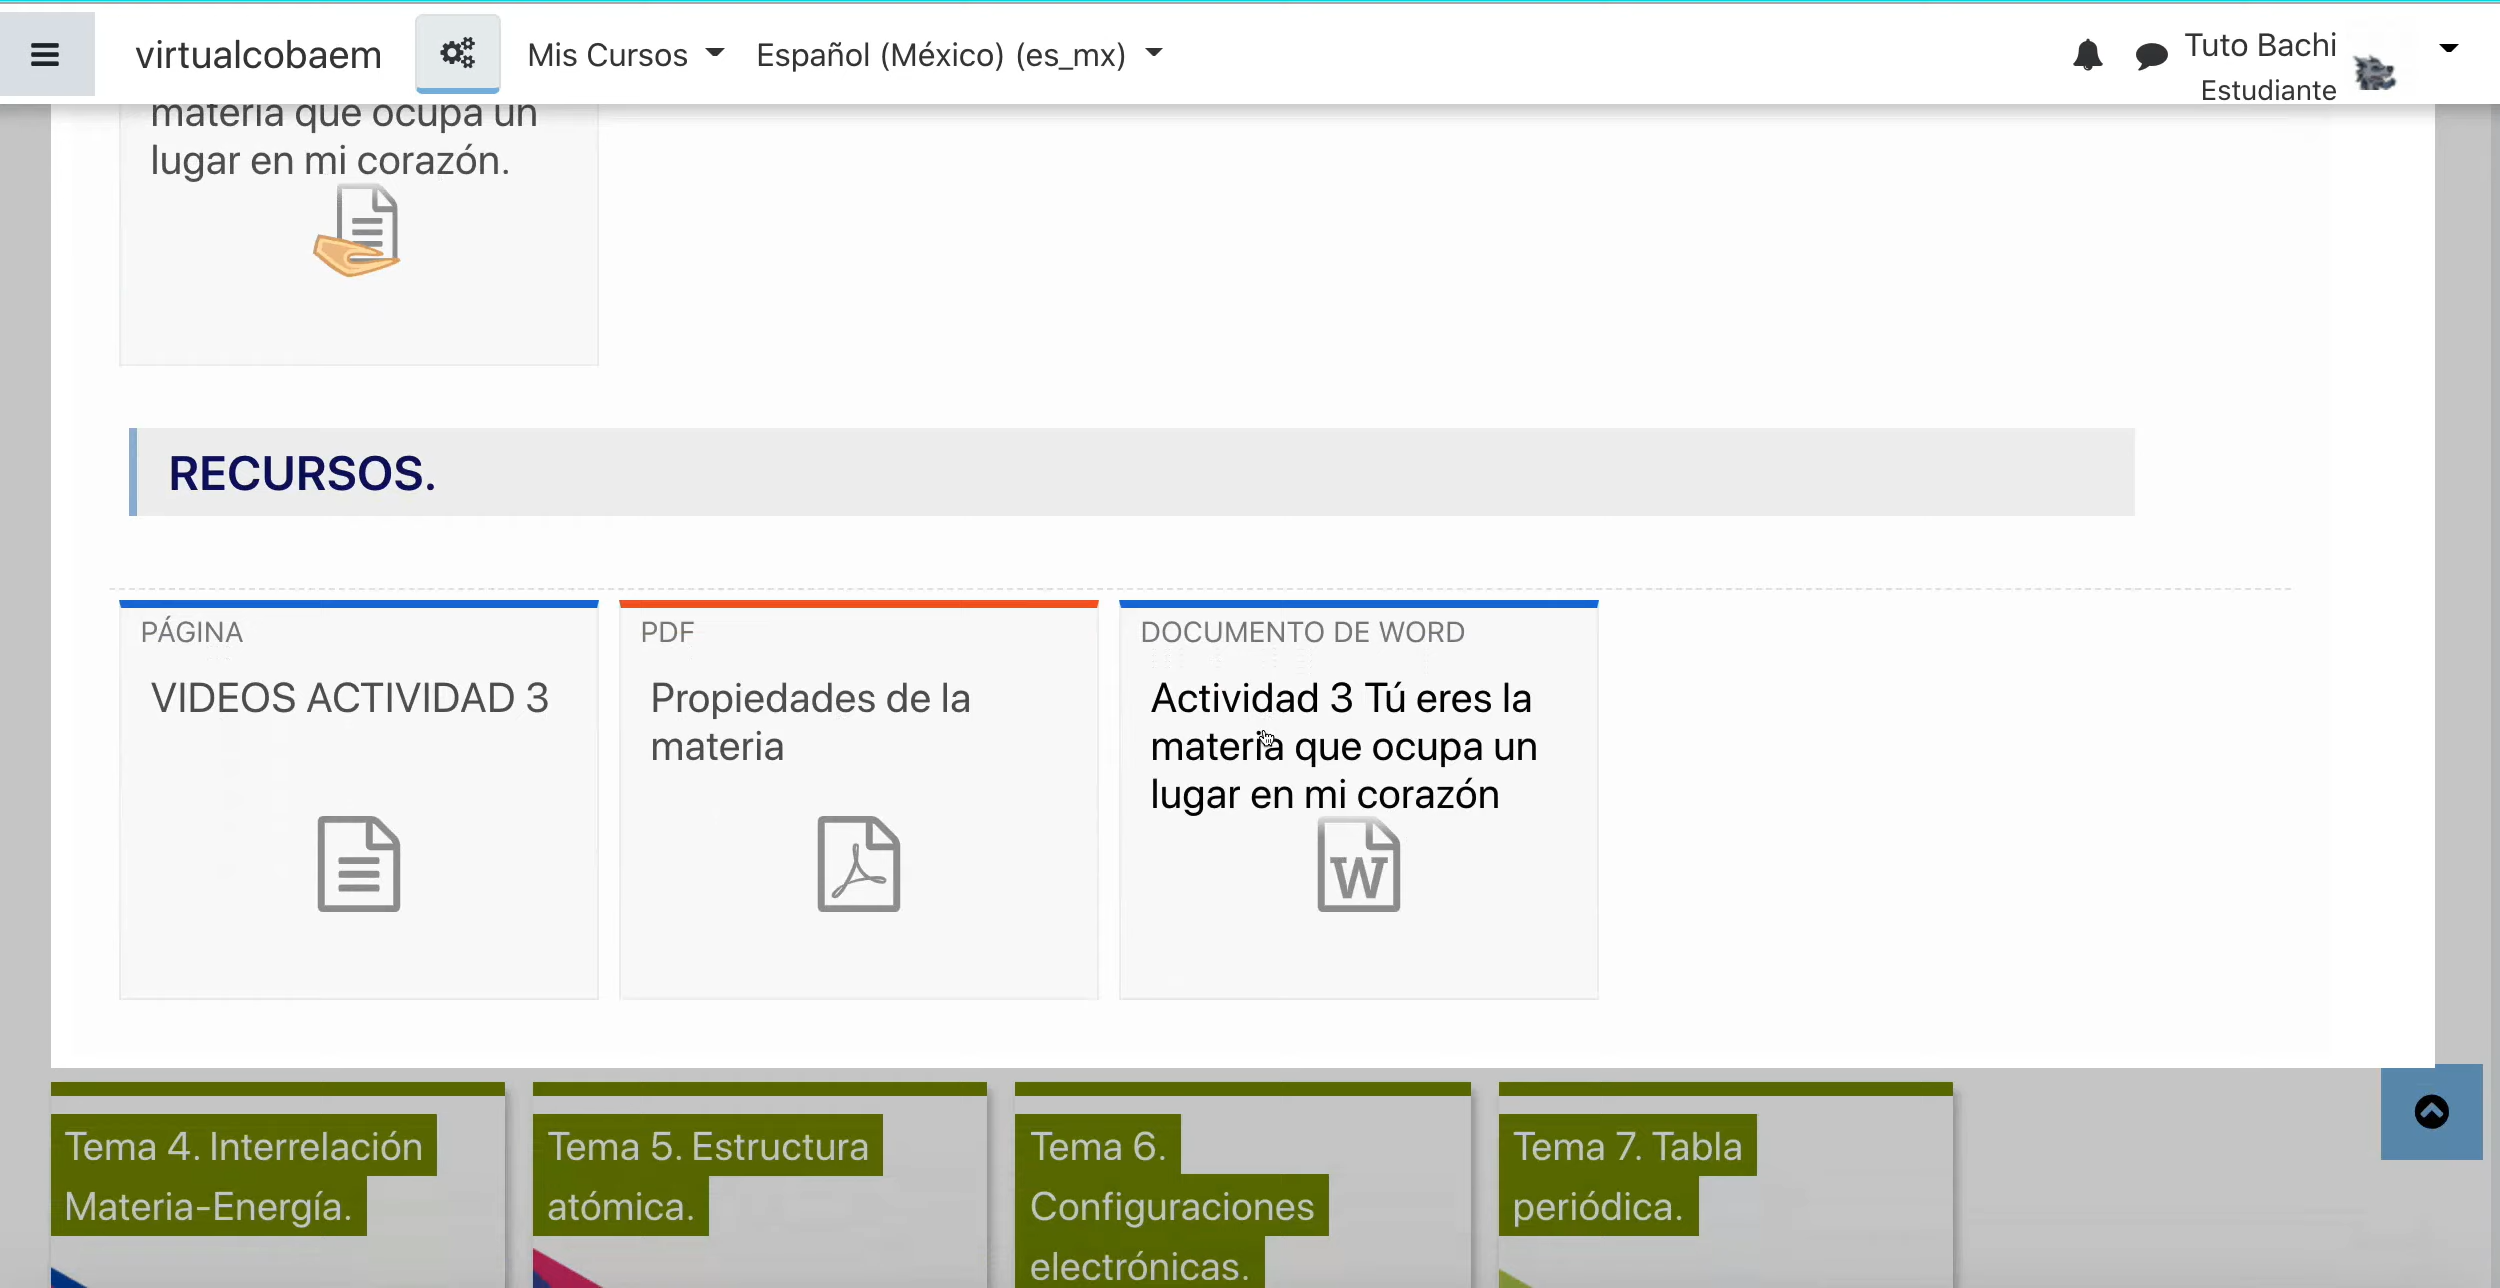 virtualcobaem
Mis Cursos
Español (México) (es_mx)
Tuto Bachi
Estudiante
materia que ocupa un
lugar en mi corazón.
RECURSOS.
PÁGINA
VIDEOS ACTIVIDAD 3
PDF
Propiedades de la
materia
DOCUMENTO DE WORD
Actividad 3 Tú eres la
materia que ocupa un
lugar en mi corazón
W
Tema 4. Interrelación
Materia-Energía.
Tema 5. Estructura
atómica.
Tema 6.
Configuraciones
electrónicas.
Tema 7. Tabla
periódica.